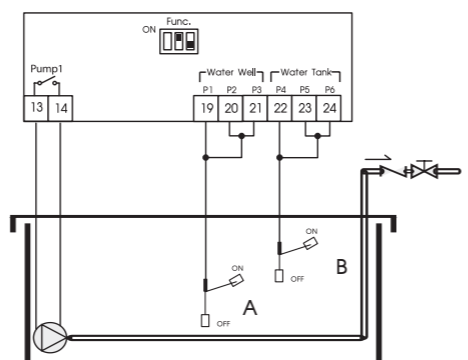 Func.
ON
Pump1
Water Well
Water Tank
P1 P2 P3 P4 P5 P6
13 14 19 20 21 22 23 24
ON
B
OFF
ON
A
OFF